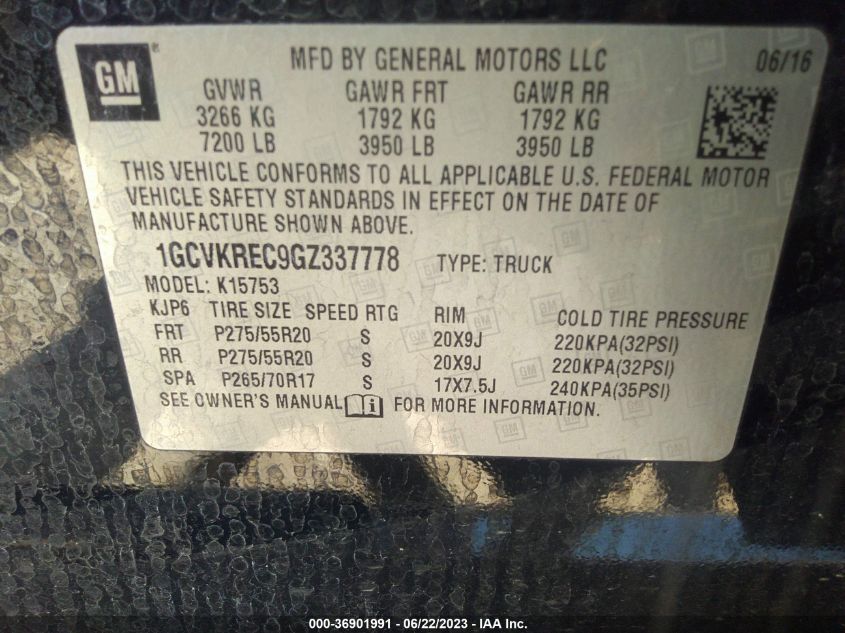 GM ® MFD BY GENERAL MOTORS LLC 06/16
GVWR GAWR FRT GAWR RR
3266 KG 1792 KG 1792 KG
7200 LB 3950 LB 3950 LB
THIS VEHICLE CONFORMS TO ALL APPLICABLE U.S. FEDERAL MOTOR
VEHICLE SAFETY STANDARDS IN EFFECT ON THE DATE OF
MANUFACTURE SHOWN ABOVE.
1GCVKREC9GZ337778 TYPE: TRUCK
MODEL: K15753
KJP6 TIRE SIZE SPEED RTG RIM COLD TIRE PRESSURE
FRT P275/55R20 S 20X9J 220KPA(32PSI)
RR P275/55R20 S 20X9J 220KPA(32PSI)
SPA P265/70R17 S 17X7.5J 240KPA(35PSI)
SEE OWNER'S MANUAL FOR MORE INFORMATION.
000-36901991 - 06/22/2023 - IAA Inc.